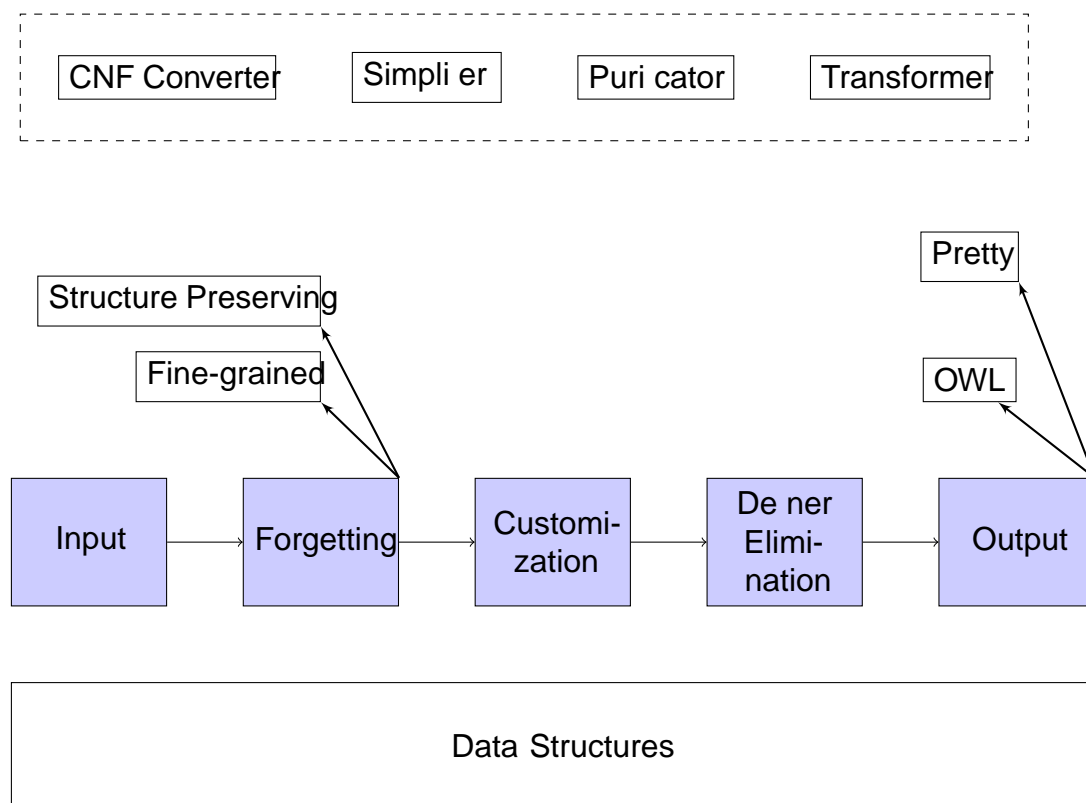 CNF Converter
Simpli er
Puri cator
Transformer
Pretty
Structure Preserving
Fine-grained
OWL
Input
Forgetting
Customi-
zation
De ner
Elimi-
nation
Output
Data Structures